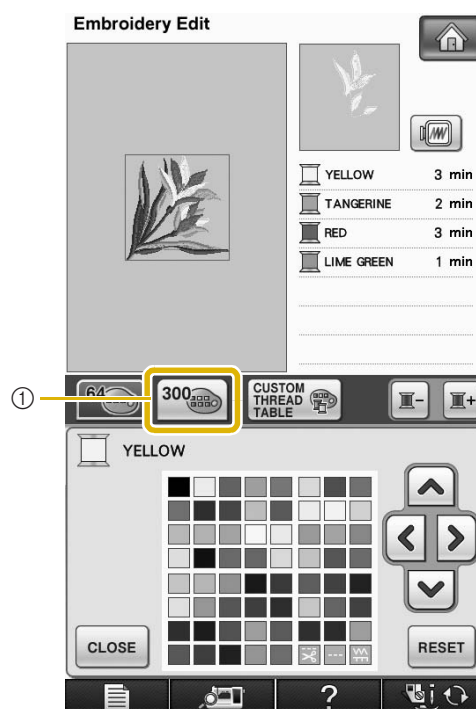 Embroidery Edit
YELLOW 3 min
TANGERINE 2 min
RED 3 min
LIME GREEN 1 min
① 64 300 CUSTOM
THREAD
TABLE - +
YELLOW
CLOSE RESET
?